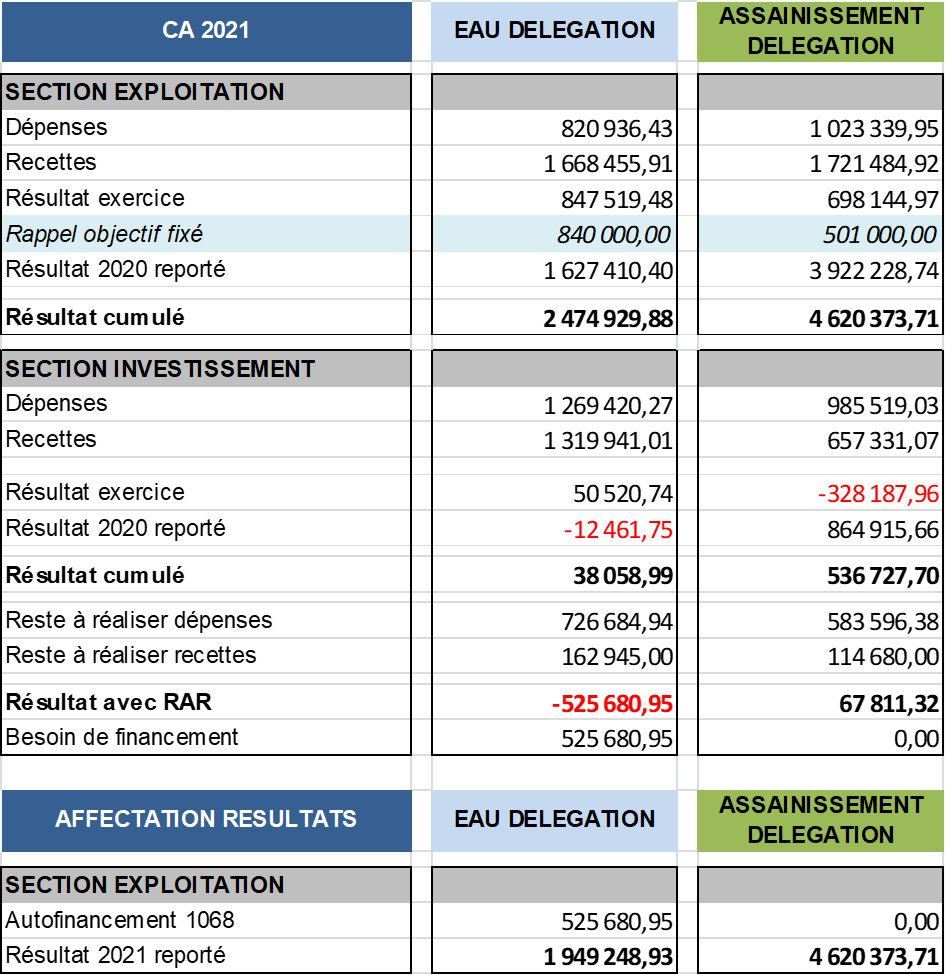 CA 2021 EAU DELEGATION ASSAINISSEMENT DELEGATION
SECTION EXPLOITATION
Dépenses 820 936,43 1 023 339,95
Recettes 1 668 455,91 1 721 484,92
Résultat exercice 847 519,48 698 144,97
Rappel objectif fixé 840 000,00 501 000,00
Résultat 2020 reporté 1 627 410,40 3 922 228,74
Résultat cumulé 2 474 929,88 4 620 373,71
SECTION INVESTISSEMENT
Dépenses 1 269 420,27 985 519,03
Recettes 1 319 941,01 657 331,07
Résultat exercice 50 520,74 -328 187,96
Résultat 2020 reporté -12 461,75 864 915,66
Résultat cumulé 38 058,99 536 727,70
Reste à réaliser dépenses 726 684,94 583 596,38
Reste à réaliser recettes 162 945,00 114 680,00
Résultat avec RAR -525 680,95 67 811,32
Besoin de financement 525 680,95 0,00
AFFECTATION RESULTATS EAU DELEGATION ASSAINISSEMENT DELEGATION
SECTION EXPLOITATION
Autofinancement 1068 525 680,95 0,00
Résultat 2021 reporté 1 949 248,93 4 620 373,71